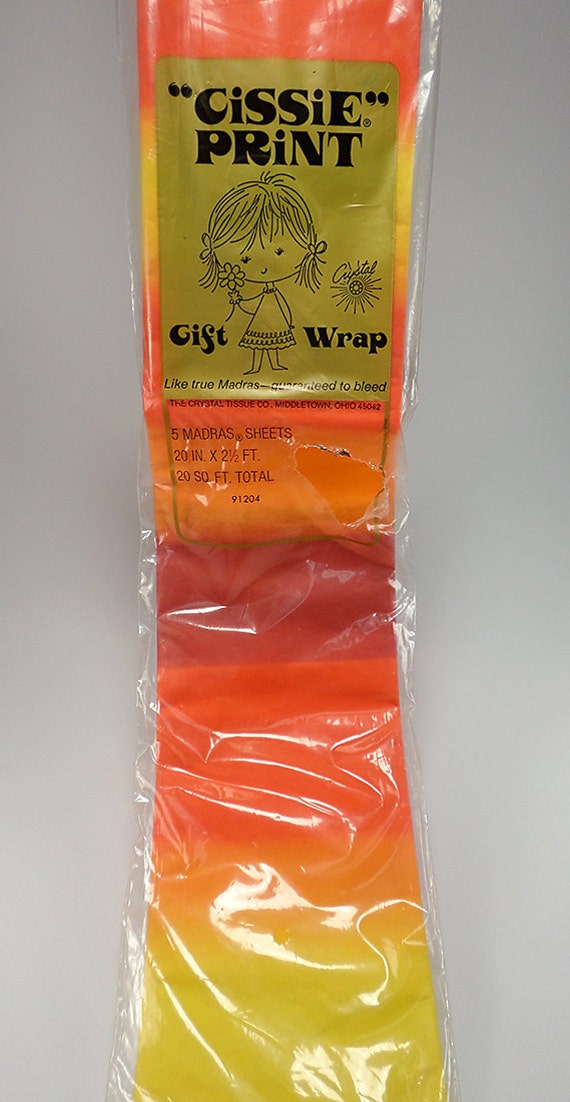 "CiSSiE®"
PRiNT
Crystal
Gift Wrap
Like true Madras—guaranteed to bleed
THE CRYSTAL TISSUE CO., MIDDLETOWN, OHIO 45042
5 MADRAS® SHEETS
20 IN. X 2½ FT.
20 SQ. FT. TOTAL
91204